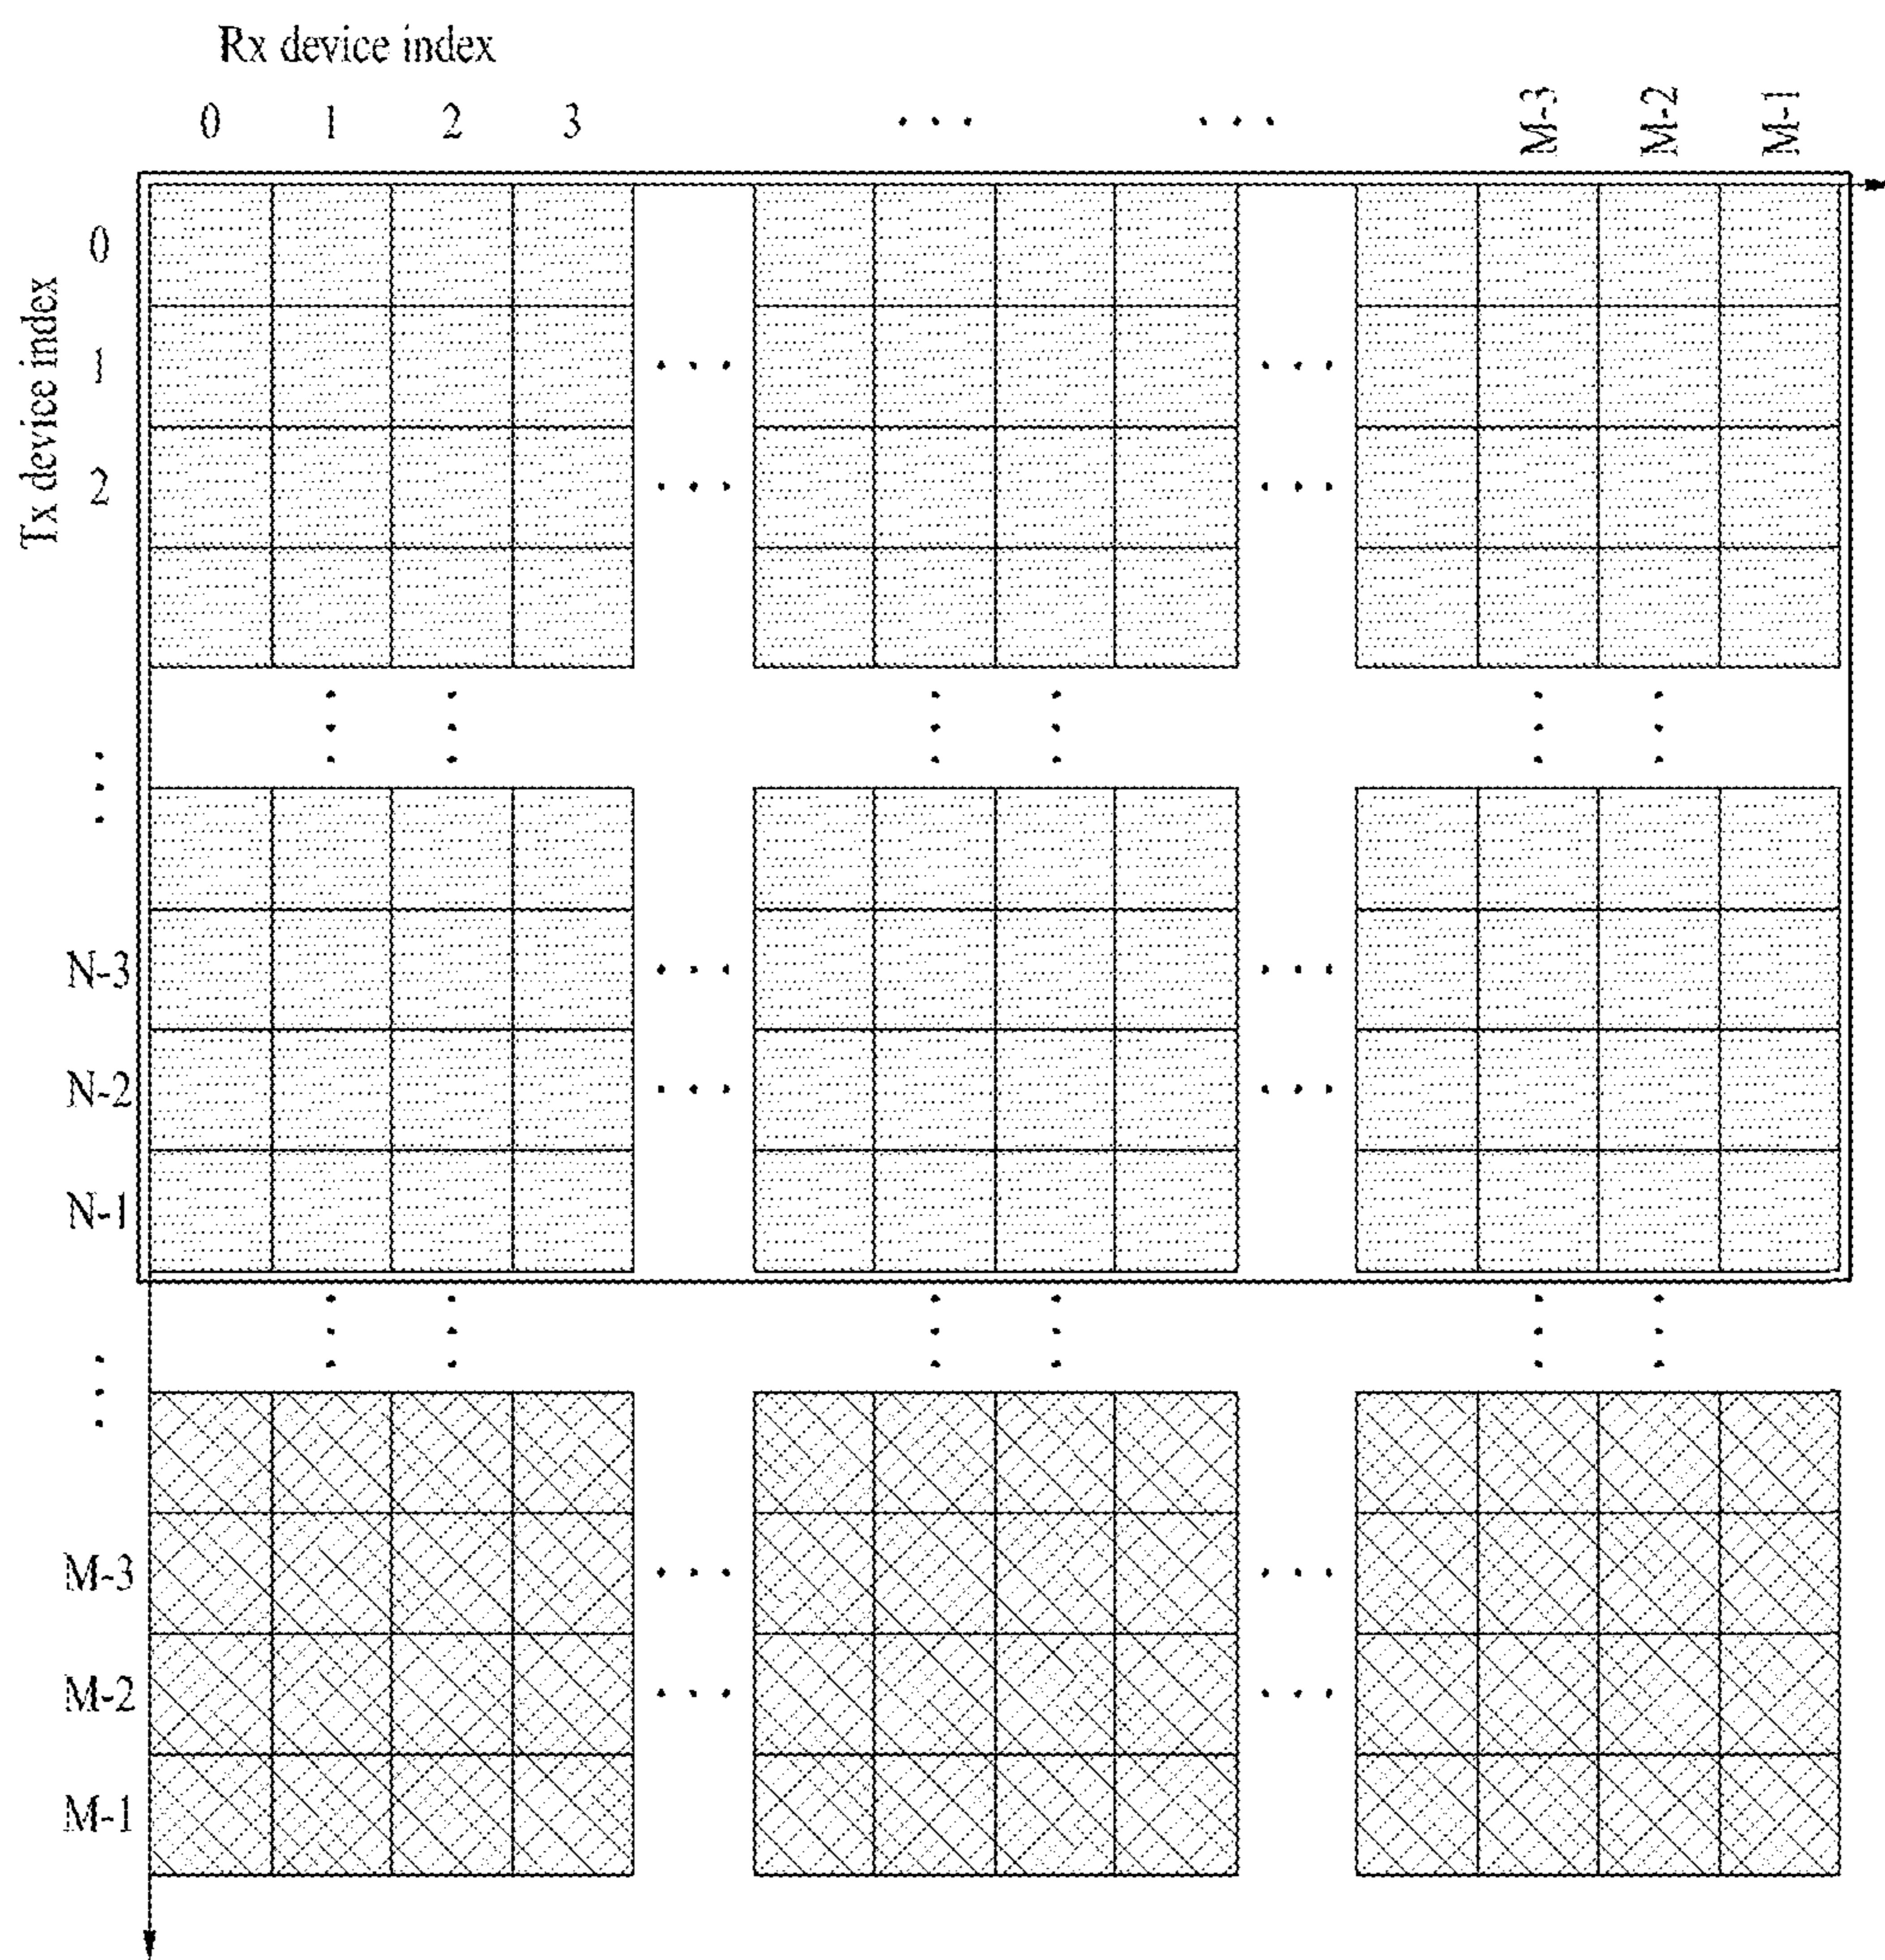 Rx device index
0 1 2 3 ... ... M-3 M-2 M-1
Tx device index
0
1
2
N-3
N-2
N-1
M-3
M-2
M-1